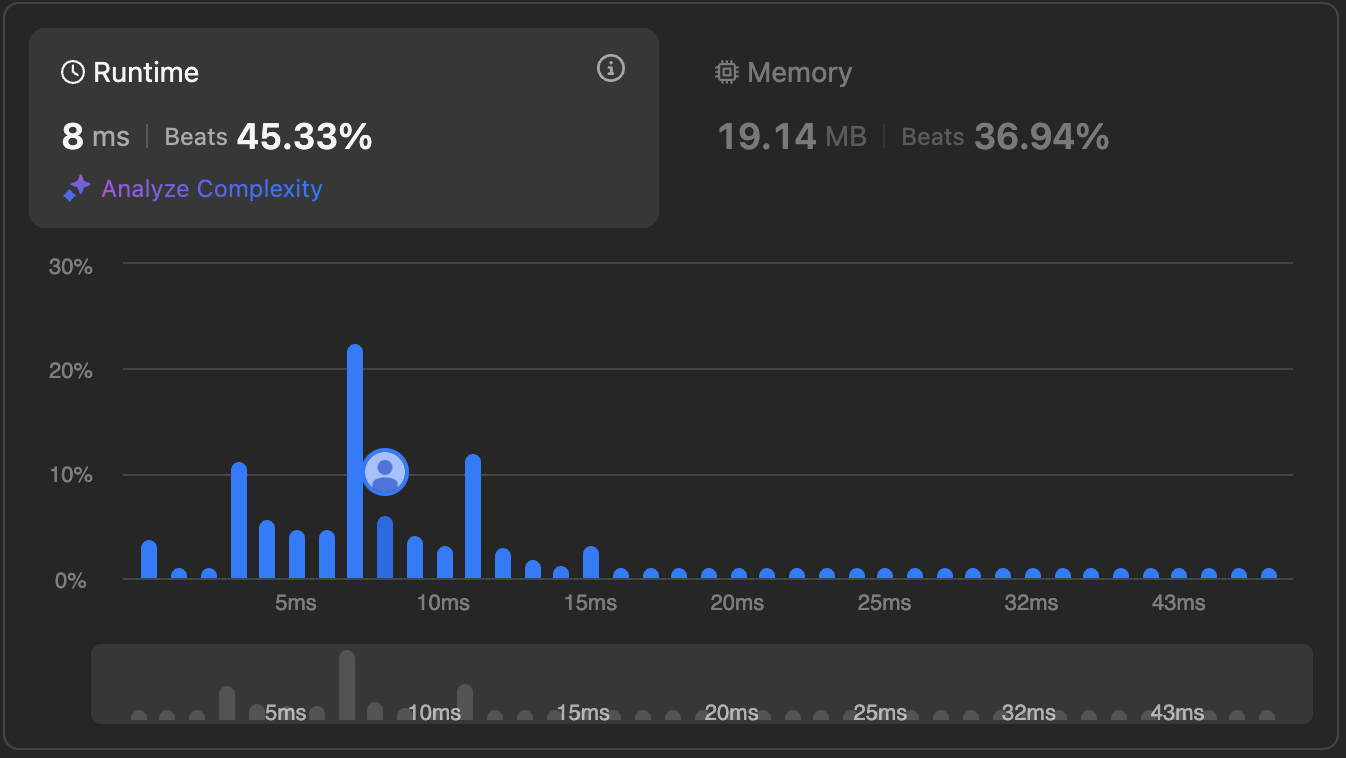 Runtime
8 ms | Beats 45.33%
Analyze Complexity
Memory
19.14 MB | Beats 36.94%
30%
20%
10%
0%
5ms 10ms 15ms 20ms 25ms 32ms 43ms
5ms 10ms 15ms 20ms 25ms 32ms 43ms